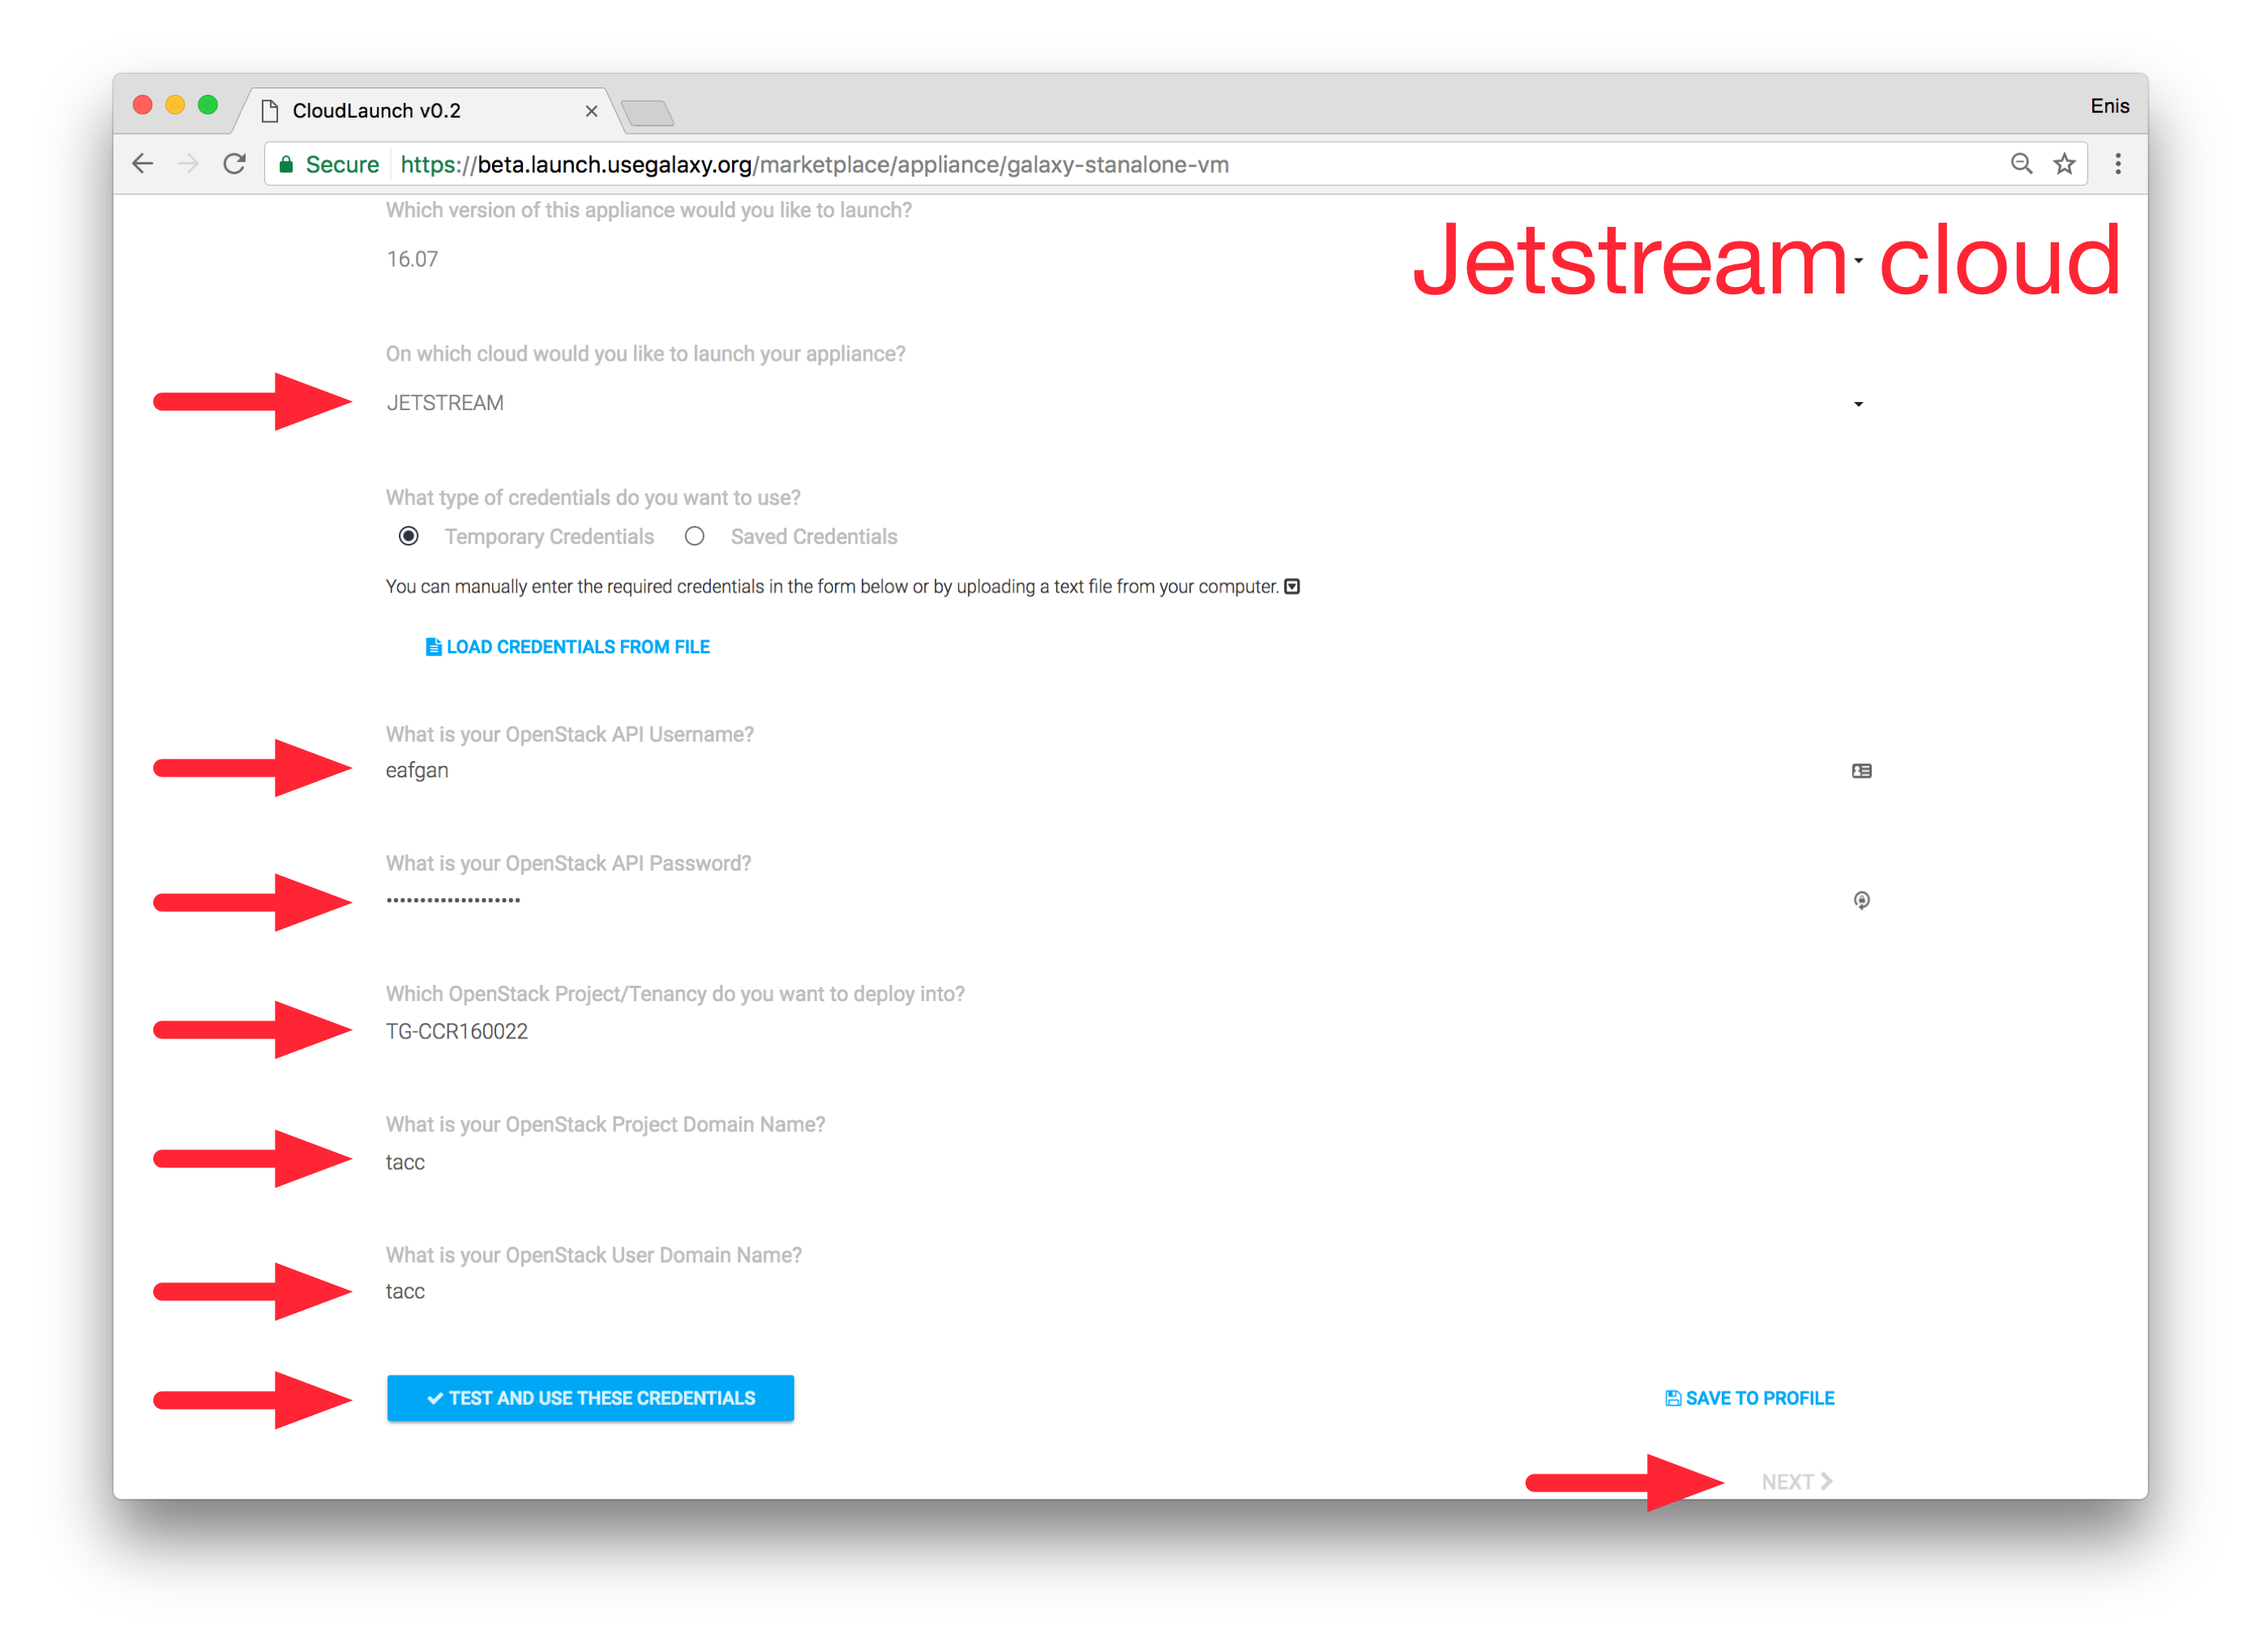 CloudLaunch v0.2
Enis
Secure https://beta.launch.usegalaxy.org/marketplace/appliance/galaxy-stanalone-vm
Which version of this appliance would you like to launch?
16.07
Jetstream cloud
On which cloud would you like to launch your appliance?
JETSTREAM
What type of credentials do you want to use?
Temporary Credentials Saved Credentials
You can manually enter the required credentials in the form below or by uploading a text file from your computer.
LOAD CREDENTIALS FROM FILE
What is your OpenStack API Username?
eafgan
What is your OpenStack API Password?
••••••••••••••••••••
Which OpenStack Project/Tenancy do you want to deploy into?
TG-CCR160022
What is your OpenStack Project Domain Name?
tacc
What is your OpenStack User Domain Name?
tacc
TEST AND USE THESE CREDENTIALS
SAVE TO PROFILE
NEXT